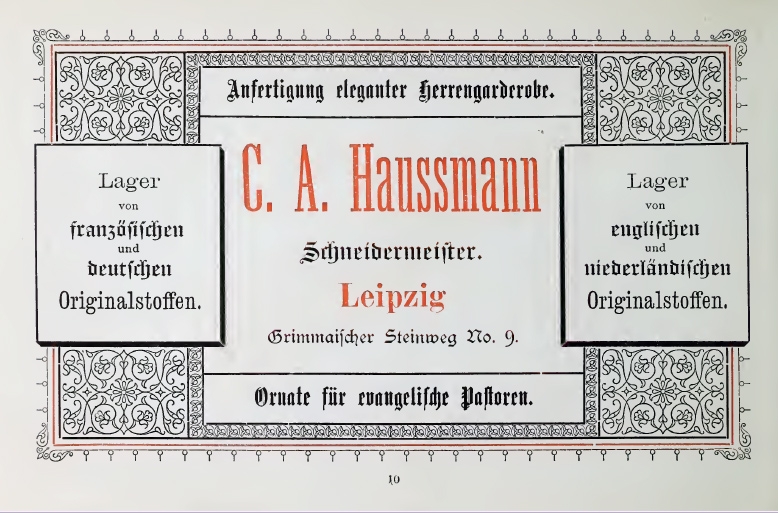 Anfertigung eleganter Herrengarderobe.
C. A. Haussmann
Schneidermeister.
Leipzig
Grimmaischer Steinweg No. 9.
Lager
von
französischen
und
deutschen
Originalstoffen.
Lager
von
englischen
und
niederländischen
Originalstoffen.
Ornate für evangelische Pastoren.
10